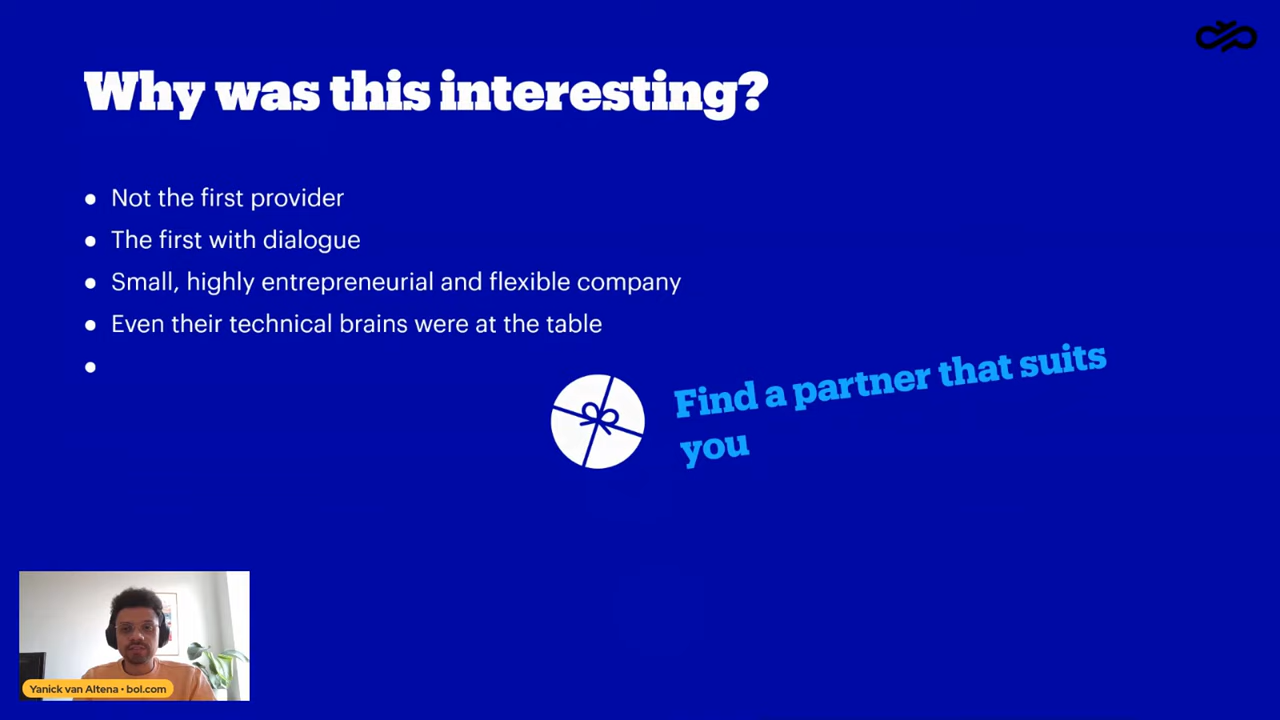 Why was this interesting?
Not the first provider
The first with dialogue
Small, highly entrepreneurial and flexible company
Even their technical brains were at the table
Find a partner that suits
you
Yanick van Altena • bol.com